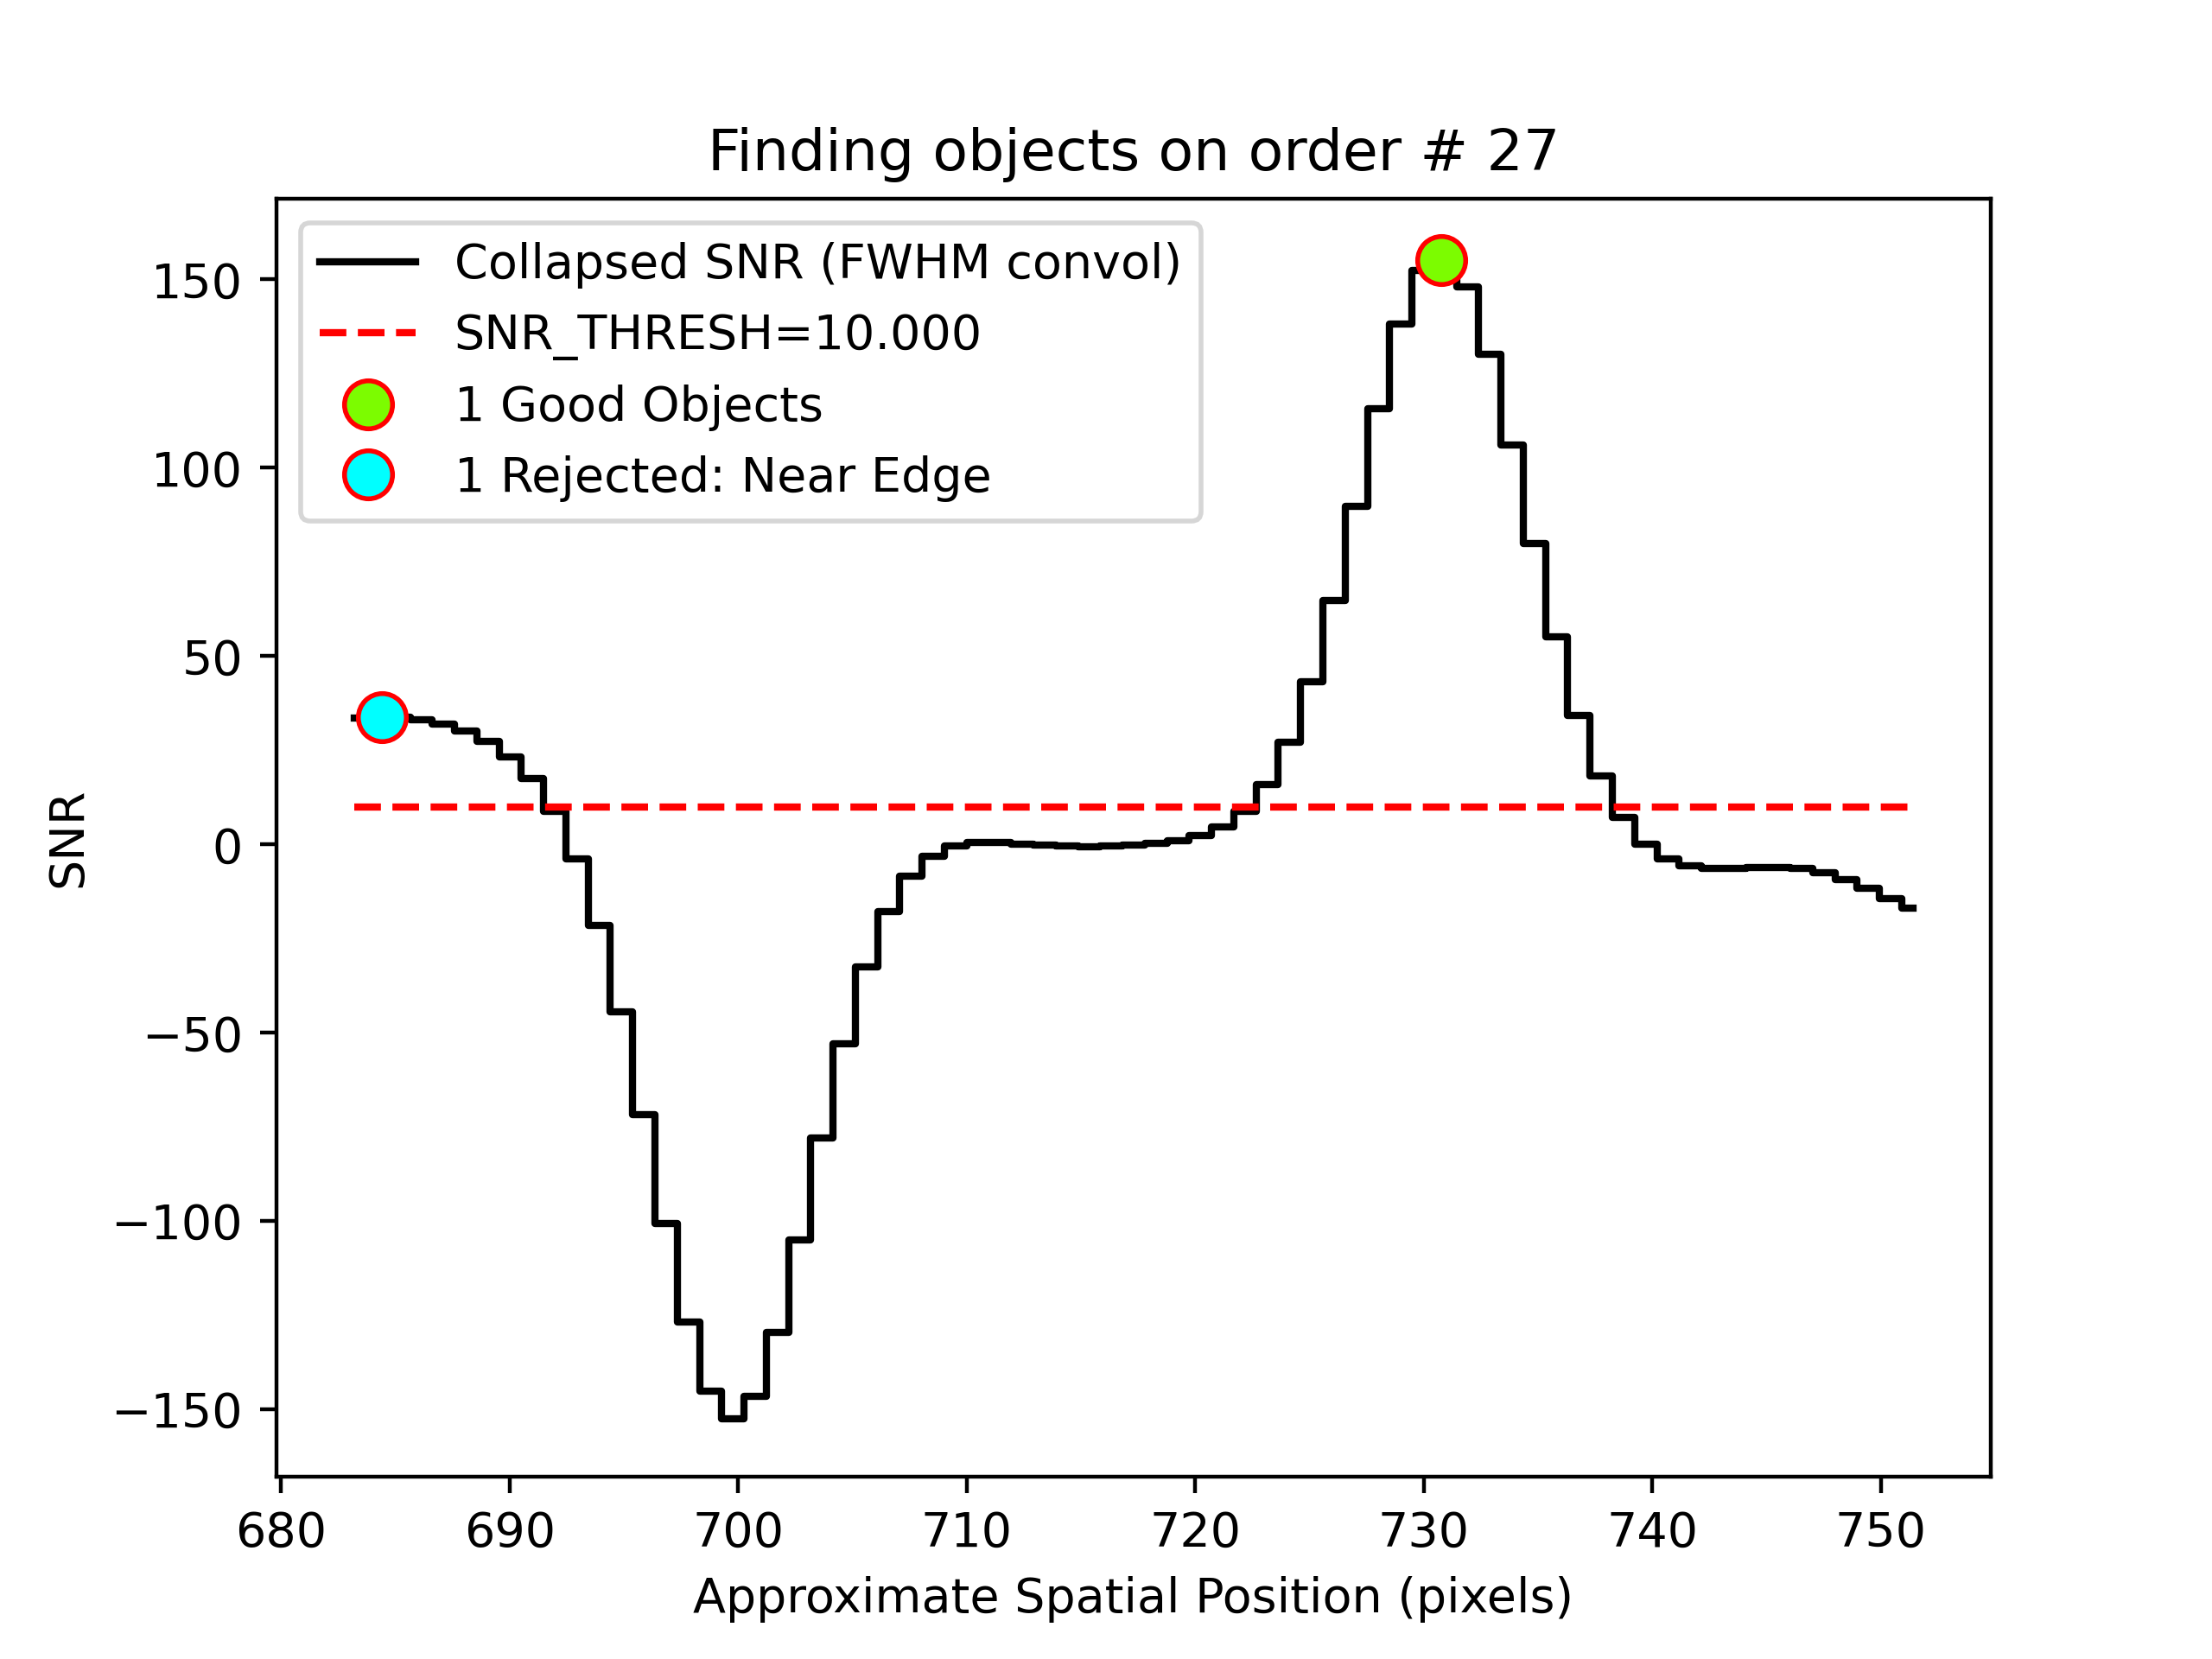 Finding objects on order # 27
Collapsed SNR (FWHM convol)
SNR_THRESH=10.000
1 Good Objects
1 Rejected: Near Edge
150
100
50
0
−50
−100
−150
SNR
680 690 700 710 720 730 740 750
Approximate Spatial Position (pixels)